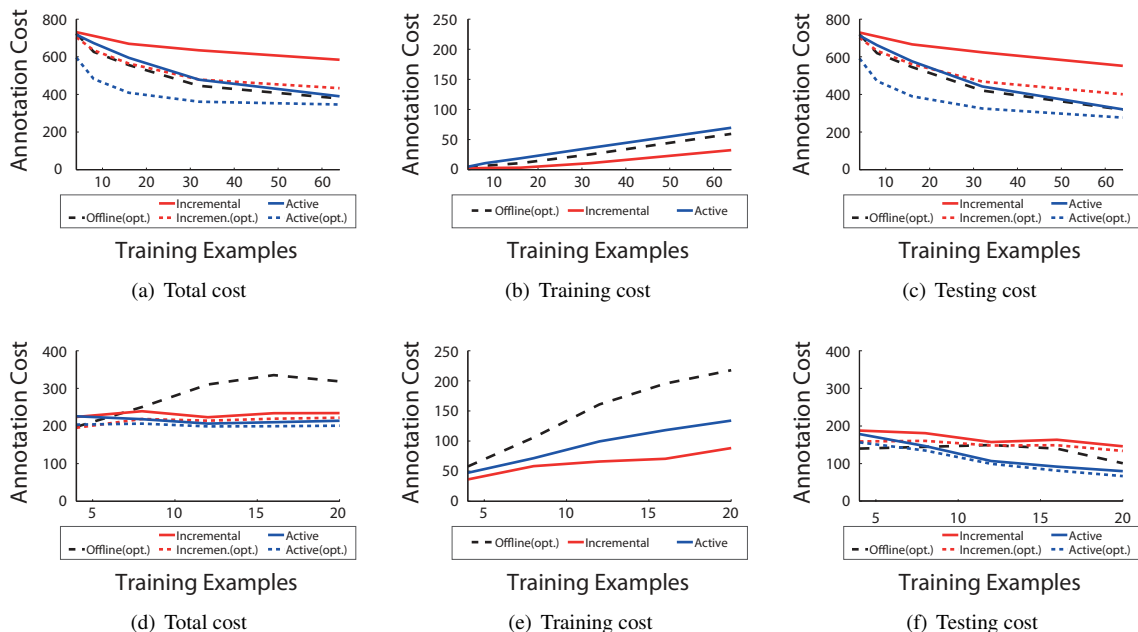 Annotation Cost
800
600
400
200
0
10 20 30 40 50 60
Incremental Active
Offline(opt.) Incremen.(opt.) Active(opt.)
Training Examples
(a) Total cost
Annotation Cost
250
200
150
100
50
0
10 20 30 40 50 60
Offline(opt.) Incremental Active
Training Examples
(b) Training cost
Annotation Cost
800
600
400
200
0
10 20 30 40 50 60
Incremental Active
Offline(opt.) Incremen.(opt.) Active(opt.)
Training Examples
(c) Testing cost
Annotation Cost
400
300
200
100
0
5 10 15 20
Incremental Active
Offline(opt.) Incremen.(opt.) Active(opt.)
Training Examples
(d) Total cost
Annotation Cost
250
200
150
100
50
0
5 10 15 20
Offline(opt.) Incremental Active
Training Examples
(e) Training cost
Annotation Cost
400
300
200
100
0
5 10 15 20
Incremental Active
Offline(opt.) Incremen.(opt.) Active(opt.)
Training Examples
(f) Testing cost